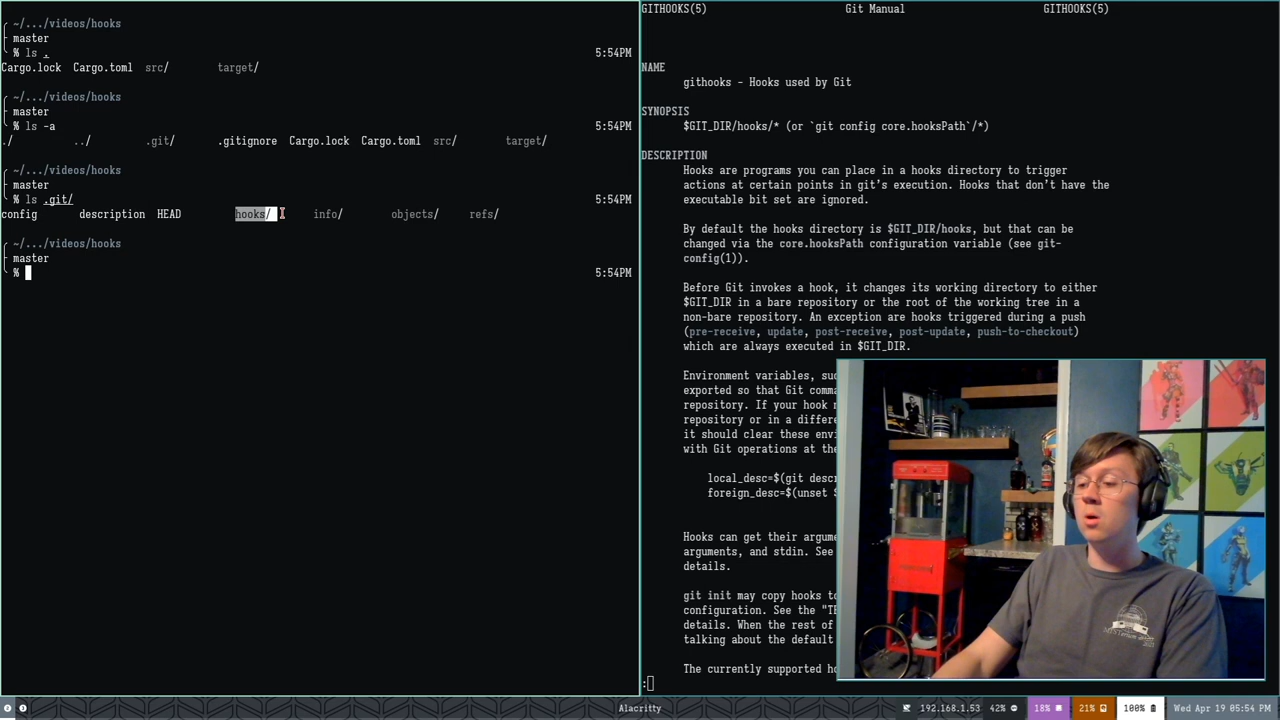 ~/.../videos/hooks
master
% ls . 5:54PM
Cargo.lock Cargo.toml src/ target/
~/.../videos/hooks
master
% ls -a 5:54PM
./ ../ .git/ .gitignore Cargo.lock Cargo.toml src/ target/
~/.../videos/hooks
master
% ls .git/ 5:54PM
config description HEAD hooks/ info/ objects/ refs/
~/.../videos/hooks
master
% 5:54PM
GITHOOKS(5) Git Manual GITHOOKS(5)
NAME
githooks - Hooks used by Git
SYNOPSIS
$GIT_DIR/hooks/* (or `git config core.hooksPath`/*)
DESCRIPTION
Hooks are programs you can place in a hooks directory to trigger
actions at certain points in git's execution. Hooks that don't have the
executable bit set are ignored.
By default the hooks directory is $GIT_DIR/hooks, but that can be
changed via the core.hooksPath configuration variable (see git-
config(1)).
Before Git invokes a hook, it changes its working directory to either
$GIT_DIR in a bare repository or the root of the working tree in a
non-bare repository. An exception are hooks triggered during a push
(pre-receive, update, post-receive, post-update, push-to-checkout)
which are always executed in $GIT_DIR.
Environment variables, suc
exported so that Git comma
repository. If your hook
repository or in a differe
it should clear these envi
with Git operations at the
local_desc=$(git descr
foreign_desc=$(unset $
Hooks can get their argume
arguments, and stdin. See
details.
git init may copy hooks to
configuration. See the "TE
details. When the rest of
talking about the default
The currently supported ho
:
Alacritty 192.168.1.53 42% 18% 21% 100% Wed Apr 19 05:54 PM